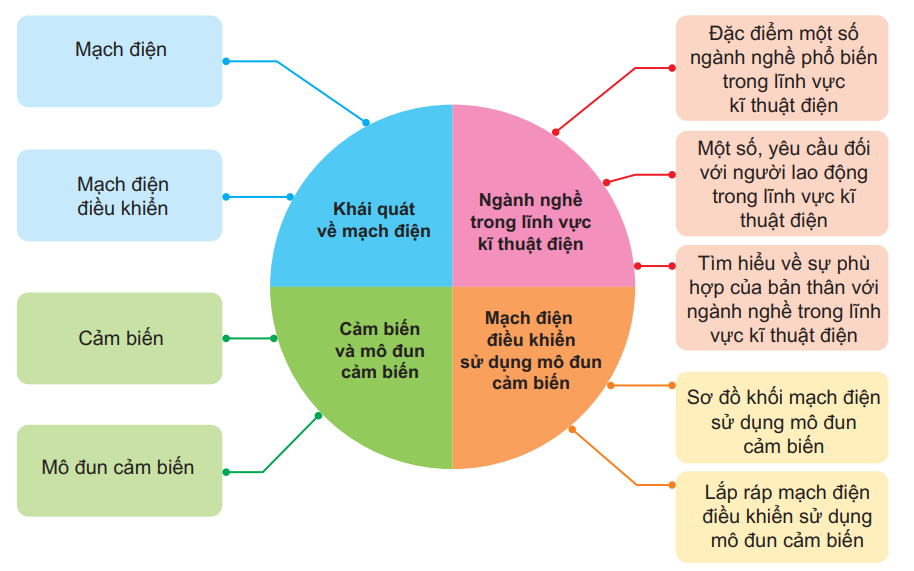 Mạch điện
Mạch điện
điều khiển
Cảm biến
Mô đun cảm biến
Khái quát
về mạch điện
Ngành nghề
trong lĩnh vực
kĩ thuật điện
Cảm biến
và mô đun
cảm biến
Mạch điện
điều khiển
sử dụng mô đun
cảm biến
Đặc điểm một số
ngành nghề phổ biến
trong lĩnh vực
kĩ thuật điện
Một số, yêu cầu đối
với người lao động
trong lĩnh vực kĩ
thuật điện
Tìm hiểu về sự phù
hợp của bản thân với
ngành nghề trong lĩnh
vực kĩ thuật điện
Sơ đồ khối mạch điện
sử dụng mô đun
cảm biến
Lắp ráp mạch điện
điều khiển sử dụng
mô đun cảm biến